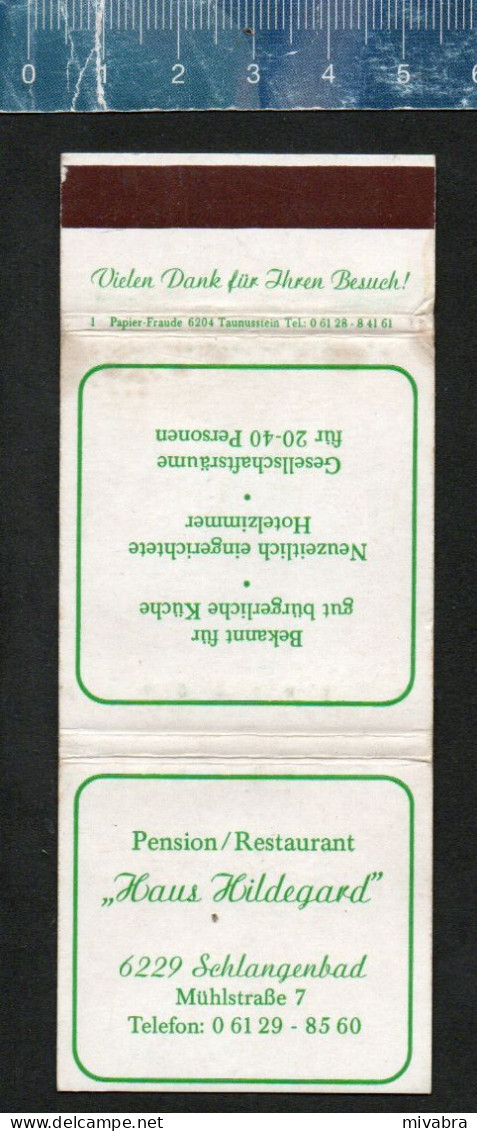 0 1 2 3 4 5 6
Vielen Dank für Ihren Besuch!
1 Papier-Fraude 6204 Taunusstein Tel.: 0 61 28 - 8 41 61
Bekannt für
gut bürgerliche Küche
•
Neuzeitlich eingerichtete
Hotelzimmer
•
Gesellschaftsräume
für 20-40 Personen
Pension/Restaurant
„Haus Hildegard"
6229 Schlangenbad
Mühlstraße 7
Telefon: 0 61 29 - 85 60
delcampe.net
mivabra